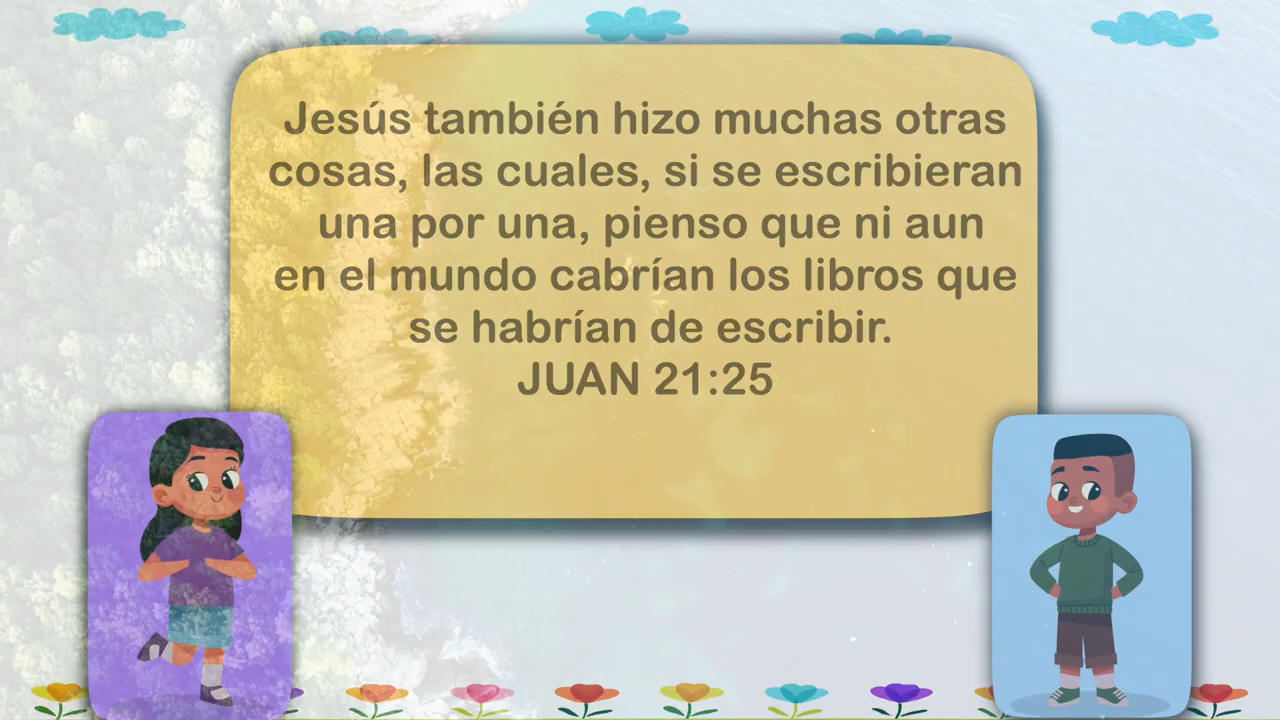 Jesús también hizo muchas otras
cosas, las cuales, si se escribieran
una por una, pienso que ni aun
en el mundo cabrían los libros que
se habrían de escribir.
JUAN 21:25